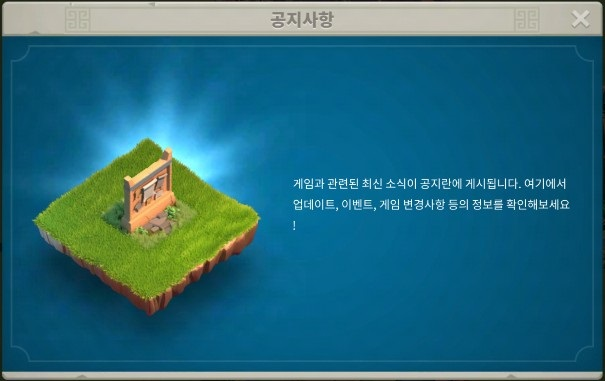 공지사항
게임과 관련된 최신 소식이 공지란에 게시됩니다. 여기에서
업데이트, 이벤트, 게임 변경사항 등의 정보를 확인해보세요
!